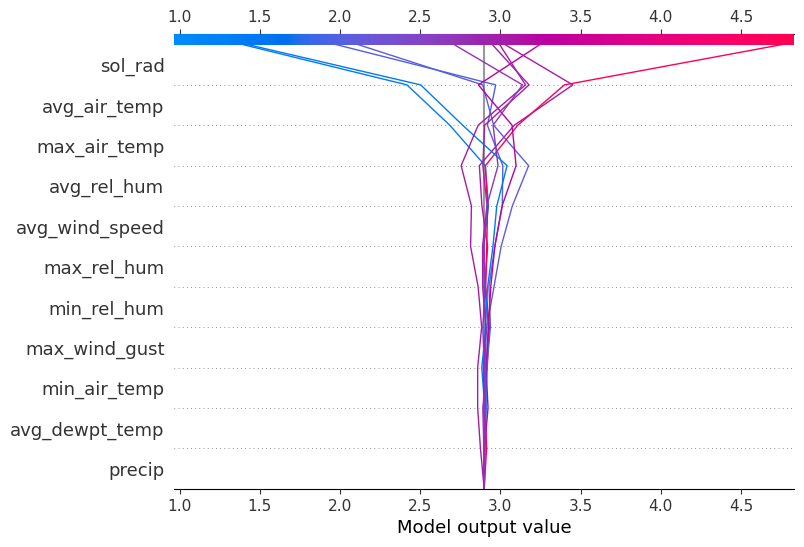 1.0 1.5 2.0 2.5 3.0 3.5 4.0 4.5
sol_rad
avg_air_temp
max_air_temp
avg_rel_hum
avg_wind_speed
max_rel_hum
min_rel_hum
max_wind_gust
min_air_temp
avg_dewpt_temp
precip
1.0 1.5 2.0 2.5 3.0 3.5 4.0 4.5
Model output value